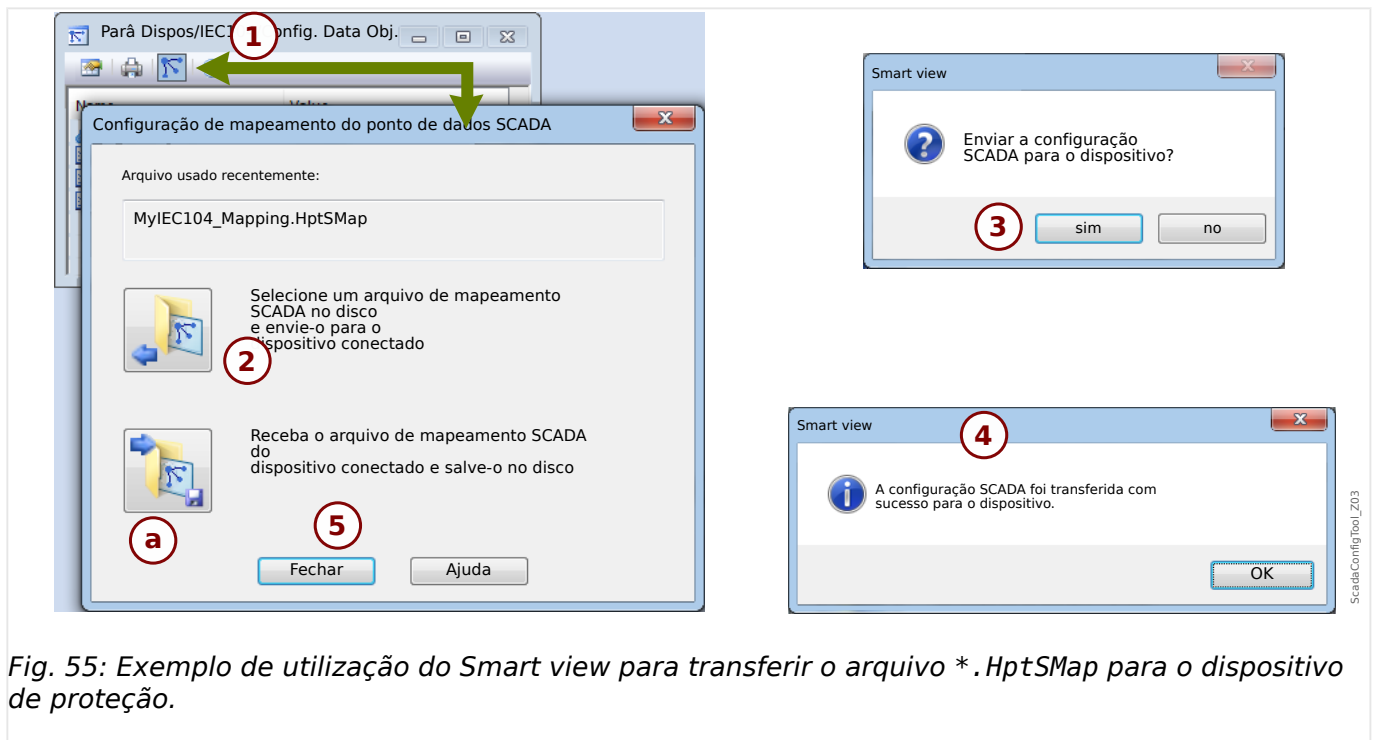 Parâ Dispos/IEC1 onfig. Data Obj.
1
Name Value
Configuração de mapeamento do ponto de dados SCADA
Arquivo usado recentemente:
MyIEC104_Mapping.HptSMap
Selecione um arquivo de mapeamento
SCADA no disco
e envie-o para o
dispositivo conectado
2
Receba o arquivo de mapeamento SCADA
do
dispositivo conectado e salve-o no disco
a
5
Fechar
Ajuda
Smart view
Enviar a configuração
SCADA para o dispositivo?
3
sim
no
Smart view
4
A configuração SCADA foi transferida com
sucesso para o dispositivo.
OK
ScadaConfigTool_Z03
Fig. 55: Exemplo de utilização do Smart view para transferir o arquivo *.HptSMap para o dispositivo
de proteção.